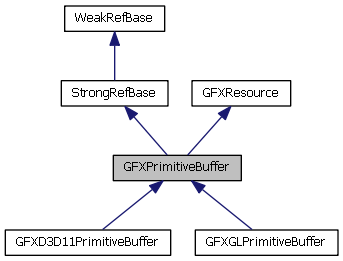 WeakRefBase
StrongRefBase
GFXResource
GFXPrimitiveBuffer
GFXD3D11PrimitiveBuffer
GFXGLPrimitiveBuffer